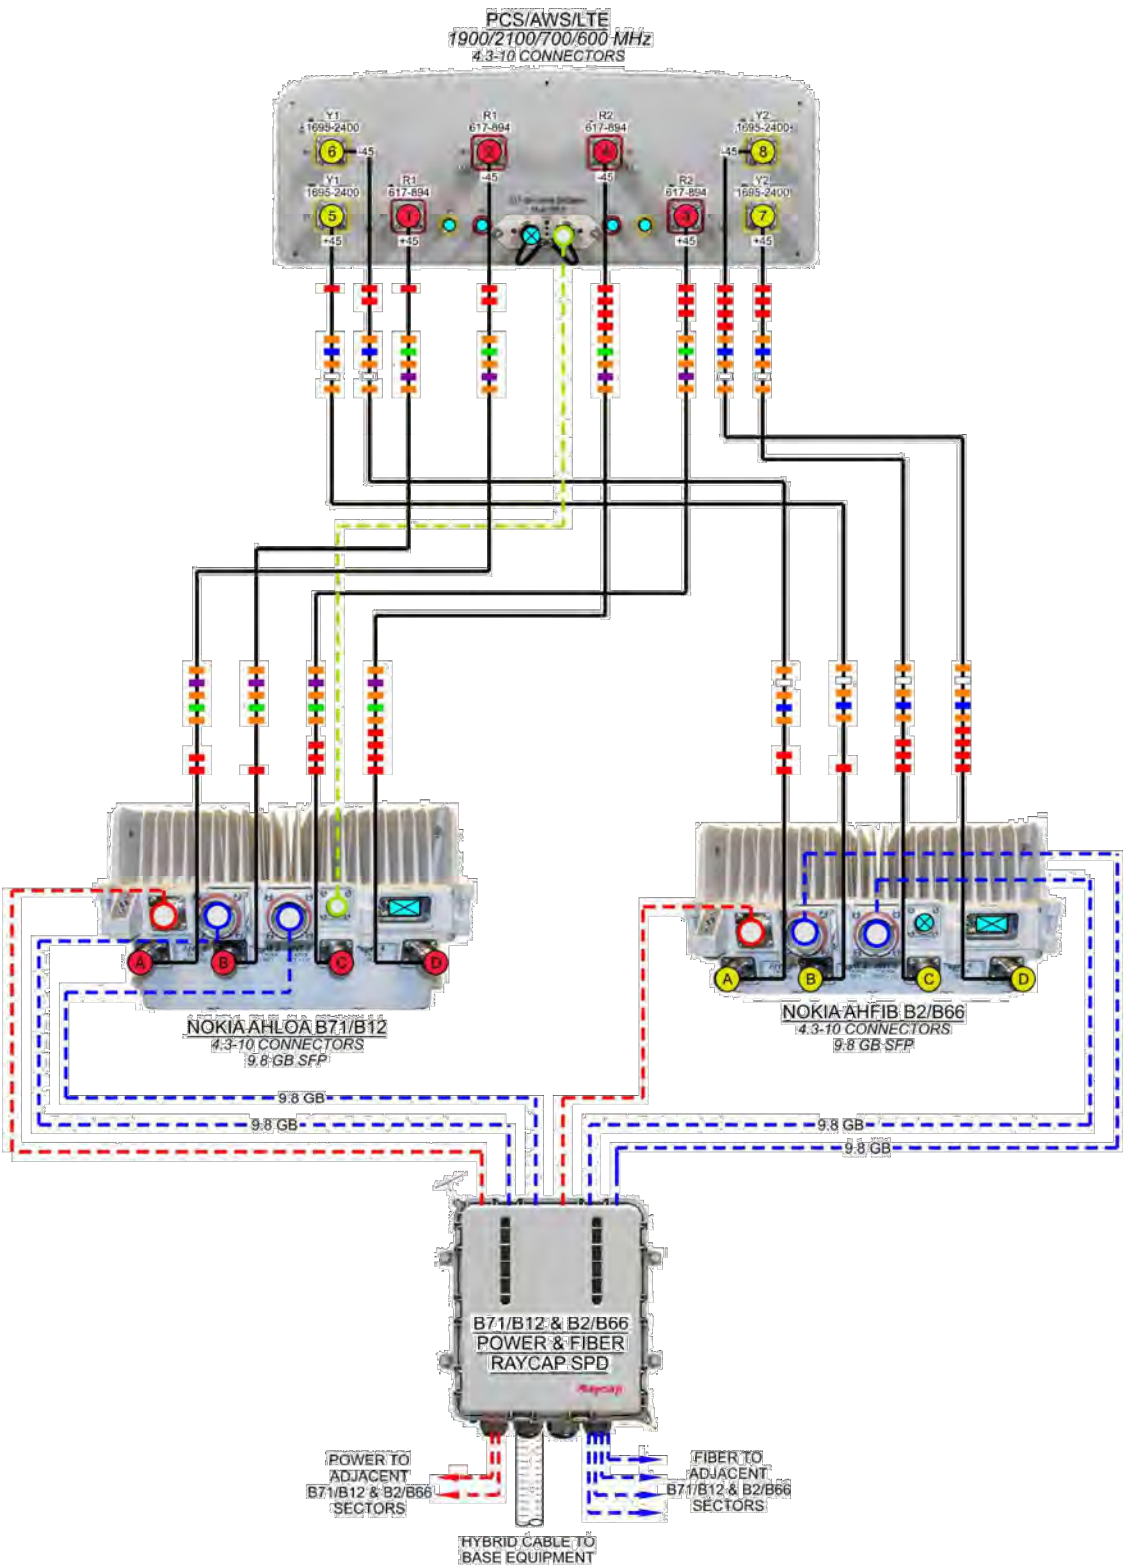 PCS/AWS/LTE
1900/2100/700/600 MHz
4.3-10 CONNECTORS
Y1
1695-2400
6
-45
R1
617-894
2
-45
R2
617-894
4
-45
Y2
1695-2400
-45
8
Y1
1695-2400
5
+45
R1
617-894
1
+45
R2
617-894
3
+45
Y2
1695-2400
7
+45
A
B
C
D
NOKIA AHLOA B71/B12
4.3-10 CONNECTORS
9.8 GB SFP
A
B
C
D
NOKIA AHFIB B2/B66
4.3-10 CONNECTORS
9.8 GB SFP
9.8 GB
9.8 GB
9.8 GB
9.8 GB
B71/B12 & B2/B66
POWER & FIBER
RAYCAP SPD
Raycap
POWER TO
ADJACENT
B71/B12 & B2/B66
SECTORS
FIBER TO
ADJACENT
B71/B12 & B2/B66
SECTORS
HYBRID CABLE TO
BASE EQUIPMENT